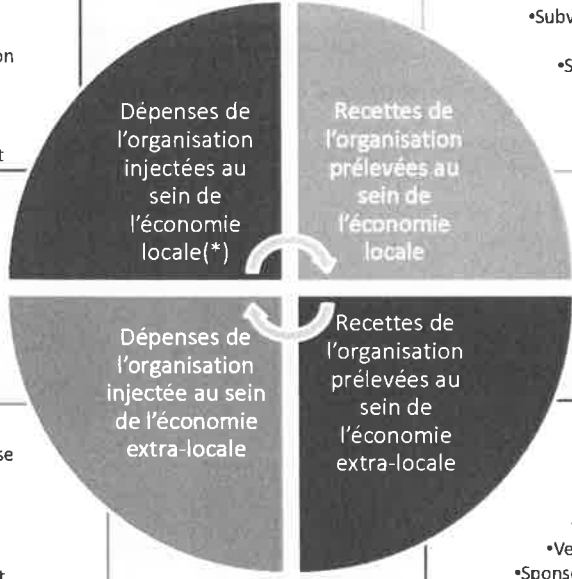 Dépenses de
l'organisation
injectées au
sein de
l'économie
locale(*)
Recettes de
l'organisation
prélevées au
sein de
l'économie
locale
Dépenses de
l'organisation
injectée au sein
de l'économie
extra-locale
Recettes de
l'organisation
prélevées au
sein de
l'économie
extra-locale